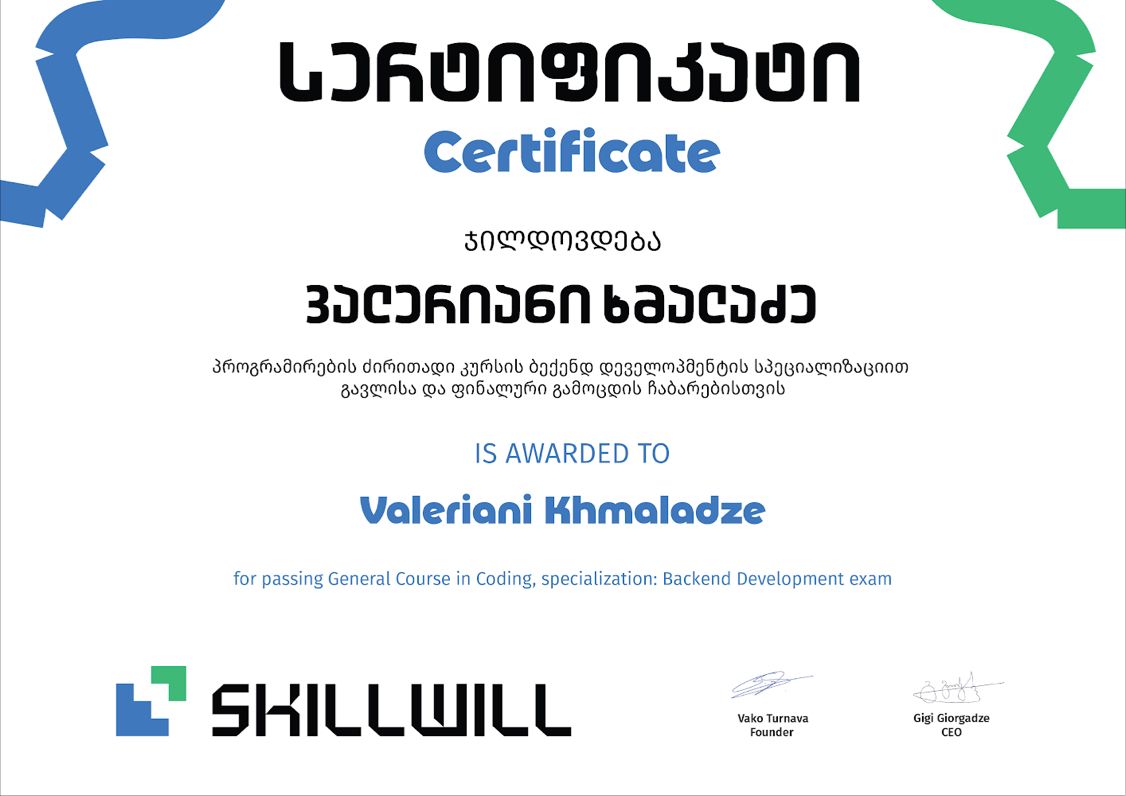 სერტიფიკატი
Certificate
ჯილდოვდება
ვალერიანი ხმალაძე
პროგრამირების ძირითადი კურსის ბექენდ დეველოპმენტის სპეციალიზაციით
გავლისა და ფინალური გამოცდის ჩაბარებისთვის
IS AWARDED TO
Valeriani Khmaladze
for passing General Course in Coding, specialization: Backend Development exam
SKILLWILL
Vako Turnava
Founder
Gigi Giorgadze
CEO